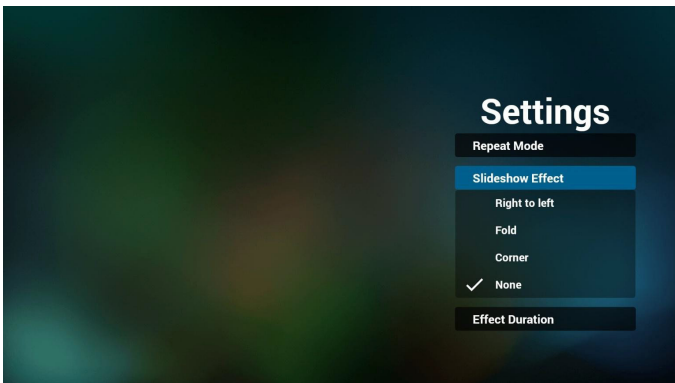 Settings
Repeat Mode
Slideshow Effect
Right to left
Fold
Corner
None
Effect Duration